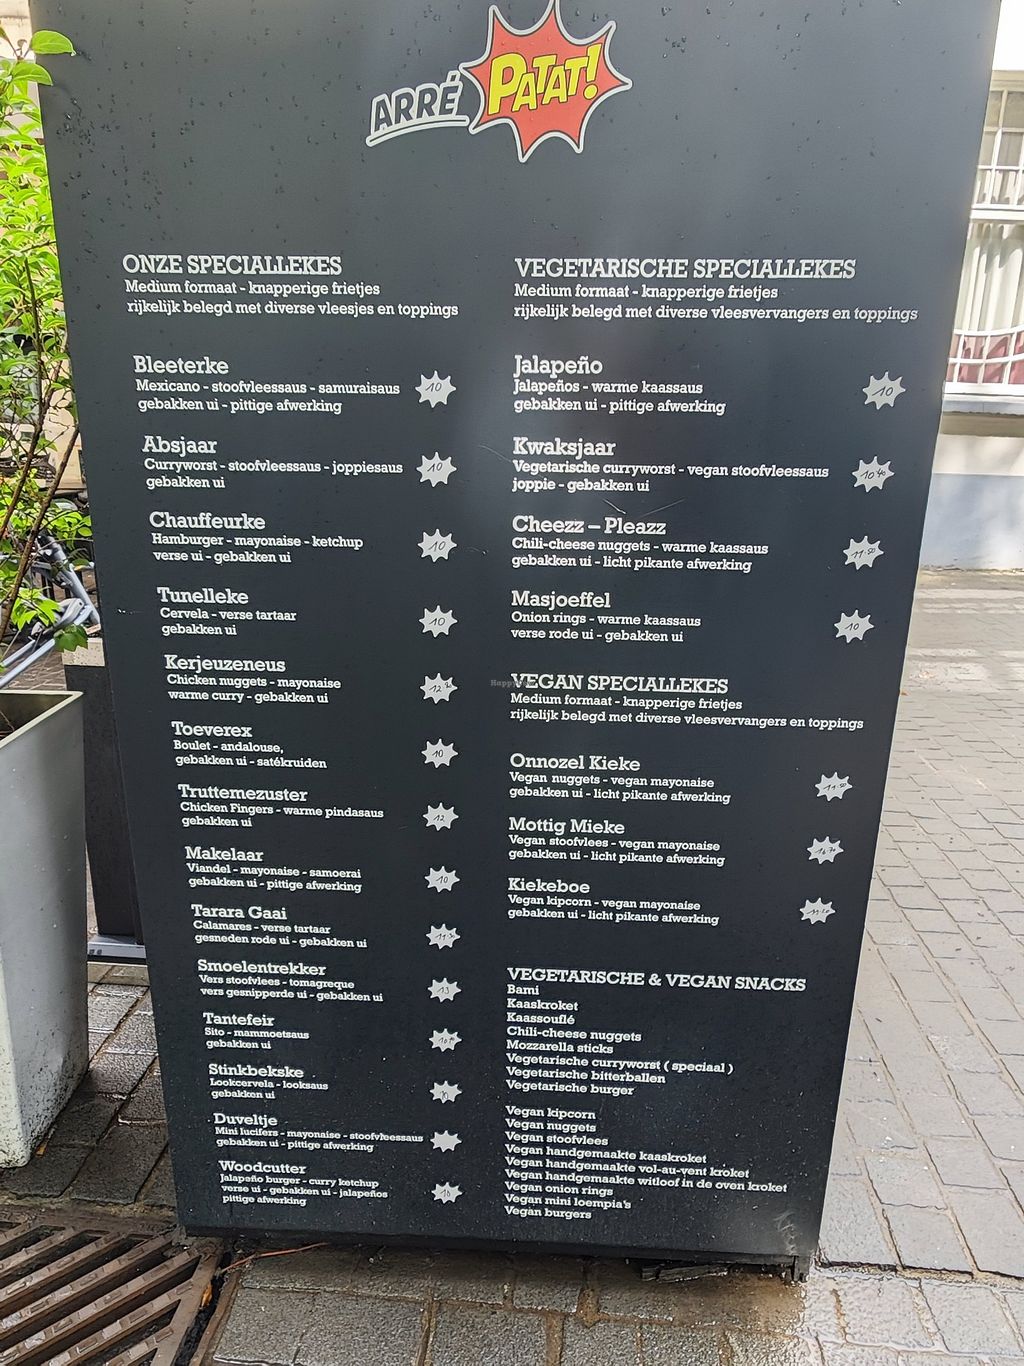 ARRÉ PATAT!
ONZE SPECIALLEKES
Medium formaat - knapperige frietjes
rijkelijk belegd met diverse vleesjes en toppings
Bleeterke
Mexicano - stoofvleessaus - samuraisaus
gebakken ui - pittige afwerking
10
Absjaar
Curryworst - stoofvleessaus - joppiesaus
gebakken ui
10
Chauffeurke
Hamburger - mayonaise - ketchup
verse ui - gebakken ui
10
Tunelleke
Cervela - verse tartaar
gebakken ui
10
Kerjeuzeneus
Chicken nuggets - mayonaise
warme curry - gebakken ui
12
Toeverex
Boulet - andalouse,
gebakken ui - satékruiden
10
Truttemezuster
Chicken Fingers - warme pindasaus
gebakken ui
12
Makelaar
Viandel - mayonaise - samoerai
gebakken ui - pittige afwerking
10
Tarara Gaai
Calamares - verse tartaar
gesneden rode ui - gebakken ui
Smoelentrekker
Vers stoofvlees - tomagreque
vers gesnipperde ui - gebakken ui
13
Tantefeir
Sito - mammoetsaus
gebakken ui
Stinkbekske
Lookcervela - looksaus
gebakken ui
Duveltje
Mini lucifers - mayonaise - stoofvleessaus
gebakken ui - pittige afwerking
Woodcutter
Jalapeño burger - curry ketchup
verse ui - gebakken ui - jalapeños
pittige afwerking
10
VEGETARISCHE SPECIALLEKES
Medium formaat - knapperige frietjes
rijkelijk belegd met diverse vleesvervangers en toppings
Jalapeño
Jalapeños - warme kaassaus
gebakken ui - pittige afwerking
10
Kwaksjaar
Vegetarische curryworst - vegan stoofvleessaus
joppie - gebakken ui
10.40
Cheezz – Pleazz
Chili-cheese nuggets - warme kaassaus
gebakken ui - licht pikante afwerking
11.50
Masjoeffel
Onion rings - warme kaassaus
verse rode ui - gebakken ui
10
VEGAN SPECIALLEKES
Medium formaat - knapperige frietjes
rijkelijk belegd met diverse vleesvervangers en toppings
Onnozel Kieke
Vegan nuggets - vegan mayonaise
gebakken ui - licht pikante afwerking
11.50
Mottig Mieke
Vegan stoofvlees - vegan mayonaise
gebakken ui - licht pikante afwerking
Kiekeboe
Vegan kipcorn - vegan mayonaise
gebakken ui - licht pikante afwerking
VEGETARISCHE & VEGAN SNACKS
Bami
Kaaskroket
Kaassouflé
Chili-cheese nuggets
Mozzarella sticks
Vegetarische curryworst ( speciaal )
Vegetarische bitterballen
Vegetarische burger
Vegan kipcorn
Vegan nuggets
Vegan stoofvlees
Vegan handgemaakte kaaskroket
Vegan handgemaakte vol-au-vent kroket
Vegan handgemaakte witloof in de oven kroket
Vegan onion rings
Vegan mini loempia's
Vegan burgers